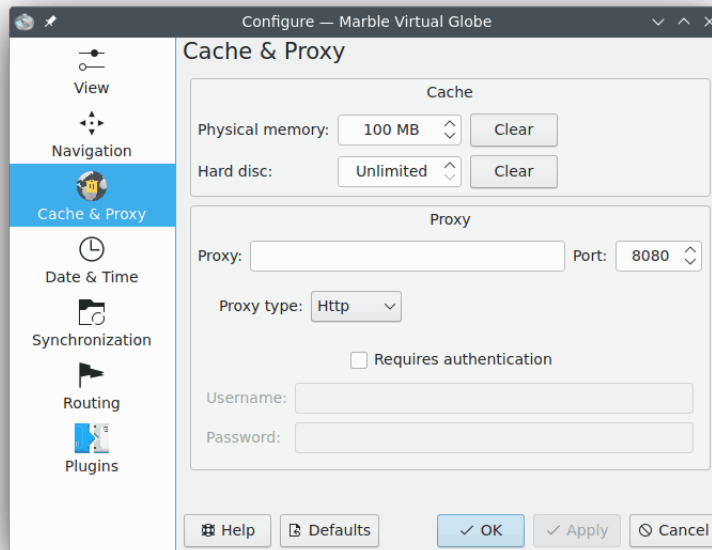 Configure — Marble Virtual Globe
View
Navigation
Cache & Proxy
Date & Time
Synchronization
Routing
Plugins
Cache & Proxy
Cache
Physical memory: 100 MB Clear
Hard disc: Unlimited Clear
Proxy
Proxy: Port: 8080
Proxy type: Http
Requires authentication
Username:
Password:
Help Defaults OK Apply Cancel